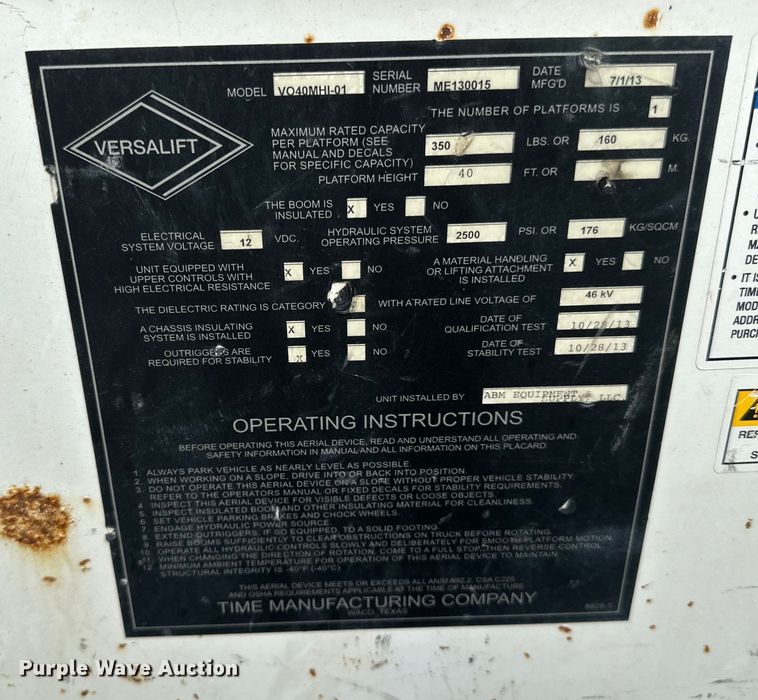 MODEL VO40MHI-01 SERIAL NUMBER ME130015 DATE MFG'D 7/1/13
VERSALIFT
THE NUMBER OF PLATFORMS IS 1
MAXIMUM RATED CAPACITY
PER PLATFORM (SEE 350 LBS. OR 160 KG.
MANUAL AND DECALS
FOR SPECIFIC CAPACITY)
PLATFORM HEIGHT 40 FT. OR M.
THE BOOM IS
INSULATED X YES NO
ELECTRICAL
SYSTEM VOLTAGE 12 VDC.
HYDRAULIC SYSTEM
OPERATING PRESSURE 2500 PSI. OR 176 KG/SQCM
UNIT EQUIPPED WITH
UPPER CONTROLS WITH X YES NO
HIGH ELECTRICAL RESISTANCE
A MATERIAL HANDLING
OR LIFTING ATTACHMENT X YES NO
IS INSTALLED
THE DIELECTRIC RATING IS CATEGORY WITH A RATED LINE VOLTAGE OF 46 kV
A CHASSIS INSULATING
SYSTEM IS INSTALLED X YES NO
DATE OF
QUALIFICATION TEST 10/28/13
OUTRIGGERS ARE
REQUIRED FOR STABILITY X YES NO
DATE OF
STABILITY TEST 10/28/13
UNIT INSTALLED BY ABM EQUIPMENT
SUPPLY, LLC
OPERATING INSTRUCTIONS
BEFORE OPERATING THIS AERIAL DEVICE, READ AND UNDERSTAND ALL OPERATING AND
SAFETY INFORMATION IN MANUAL AND ALL INFORMATION ON THIS PLACARD.
1. ALWAYS PARK VEHICLE AS NEARLY LEVEL AS POSSIBLE.
2. WHEN WORKING ON A SLOPE, DRIVE INTO OR BACK INTO POSITION.
3. DO NOT OPERATE THIS AERIAL DEVICE ON A SLOPE WITHOUT PROPER VEHICLE STABILITY.
REFER TO THE OPERATORS MANUAL OR FIXED DECALS FOR STABILITY REQUIREMENTS.
4. INSPECT THIS AERIAL DEVICE FOR VISIBLE DEFECTS OR LOOSE OBJECTS.
5. INSPECT INSULATED BOOM AND OTHER INSULATING MATERIAL FOR CLEANLINESS.
6. SET VEHICLE PARKING BRAKES AND CHOCK WHEELS.
7. ENGAGE HYDRAULIC POWER SOURCE.
8. EXTEND OUTRIGGERS, IF SO EQUIPPED, TO A SOLID FOOTING.
9. RAISE BOOMS SUFFICIENTLY TO CLEAR OBSTRUCTIONS ON TRUCK BEFORE ROTATING.
10. OPERATE ALL HYDRAULIC CONTROLS SLOWLY AND DELIBERATELY FOR SMOOTH PLATFORM MOTION.
11. WHEN CHANGING THE DIRECTION OF ROTATION, COME TO A FULL STOP, THEN REVERSE CONTROL
12. MINIMUM AMBIENT TEMPERATURE FOR OPERATION OF THIS AERIAL DEVICE TO MAINTAIN
STRUCTURAL INTEGRITY IS -40°F (-40°C)
THIS AERIAL DEVICE MEETS OR EXCEEDS ALL ANSI A92.2, CSA C225
AND OSHA REQUIREMENTS APPLICABLE AT THE TIME OF MANUFACTURE
TIME MANUFACTURING COMPANY
WACO, TEXAS
8928-1
• U
R
MA
DE
• IT IS
TIME
MOD
ADDR
PURC
RES
S
Purple Wave Auction